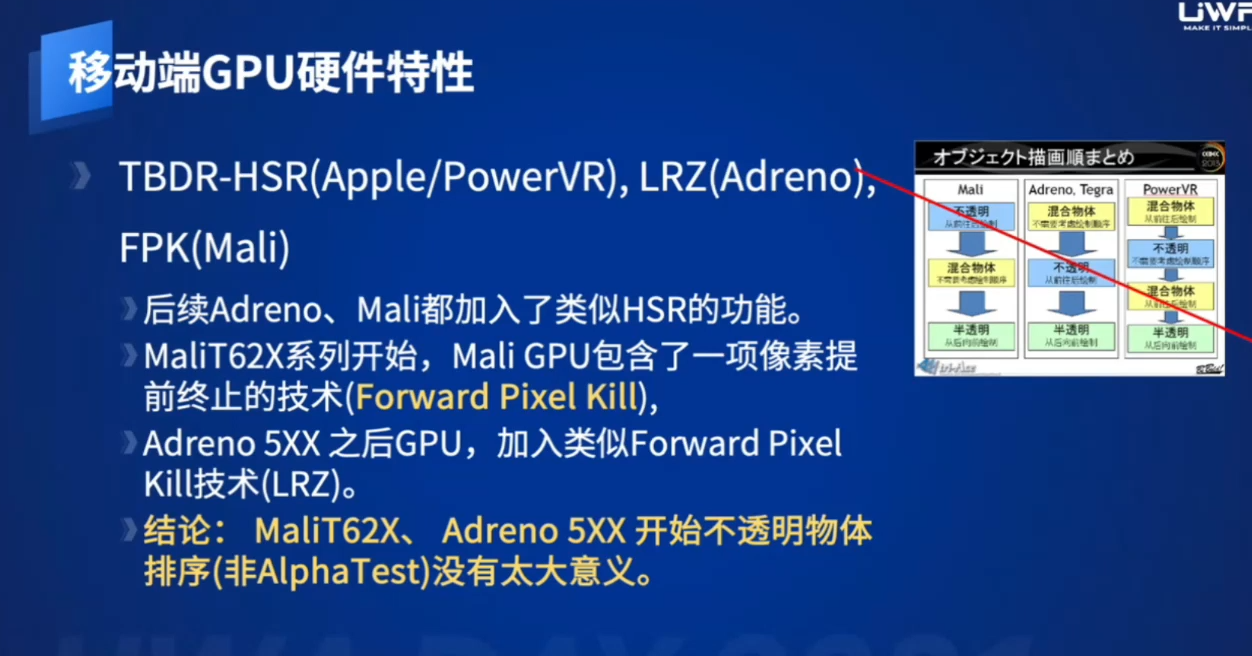 UWA
MAKE IT SIMPLE
移动端GPU硬件特性
TBDR-HSR(Apple/PowerVR), LRZ(Adreno),
FPK(Mali)
后续Adreno、Mali都加入了类似HSR的功能。
MaliT62X系列开始，Mali GPU包含了一项像素提
前终止的技术(Forward Pixel Kill),
Adreno 5XX 之后GPU，加入类似Forward Pixel
Kill技术(LRZ)。
结论： MaliT62X、 Adreno 5XX 开始不透明物体
排序(非AlphaTest)没有太大意义。
オブジェクト描画順まとめ
Mali
不透明
从前往后绘制
混合物体
不需要考虑绘制顺序
半透明
从后向前绘制
Adreno, Tegra
混合物体
不需要考虑绘制顺序
不透明
从前往后绘制
半透明
从后向前绘制
PowerVR
混合物体
从前往后绘制
不透明
不需要考虑绘制顺序
混合物体
从前往后绘制
半透明
从后向前绘制
tri-Ace